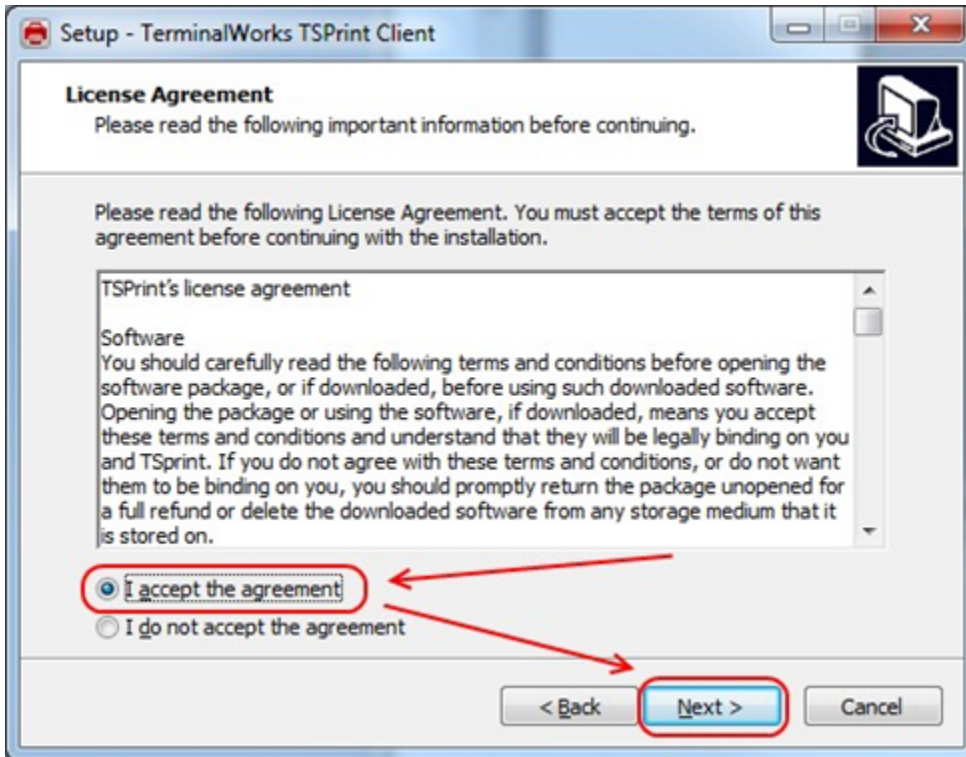 Setup - TerminalWorks TSPrint Client
License Agreement
Please read the following important information before continuing.
Please read the following License Agreement. You must accept the terms of this
agreement before continuing with the installation.
TSPrint's license agreement
Software
You should carefully read the following terms and conditions before opening the
software package, or if downloaded, before using such downloaded software.
Opening the package or using the software, if downloaded, means you accept
these terms and conditions and understand that they will be legally binding on you
and TSprint. If you do not agree with these terms and conditions, or do not want
them to be binding on you, you should promptly return the package unopened for
a full refund or delete the downloaded software from any storage medium that it
is stored on.
I accept the agreement
I do not accept the agreement
< Back Next > Cancel